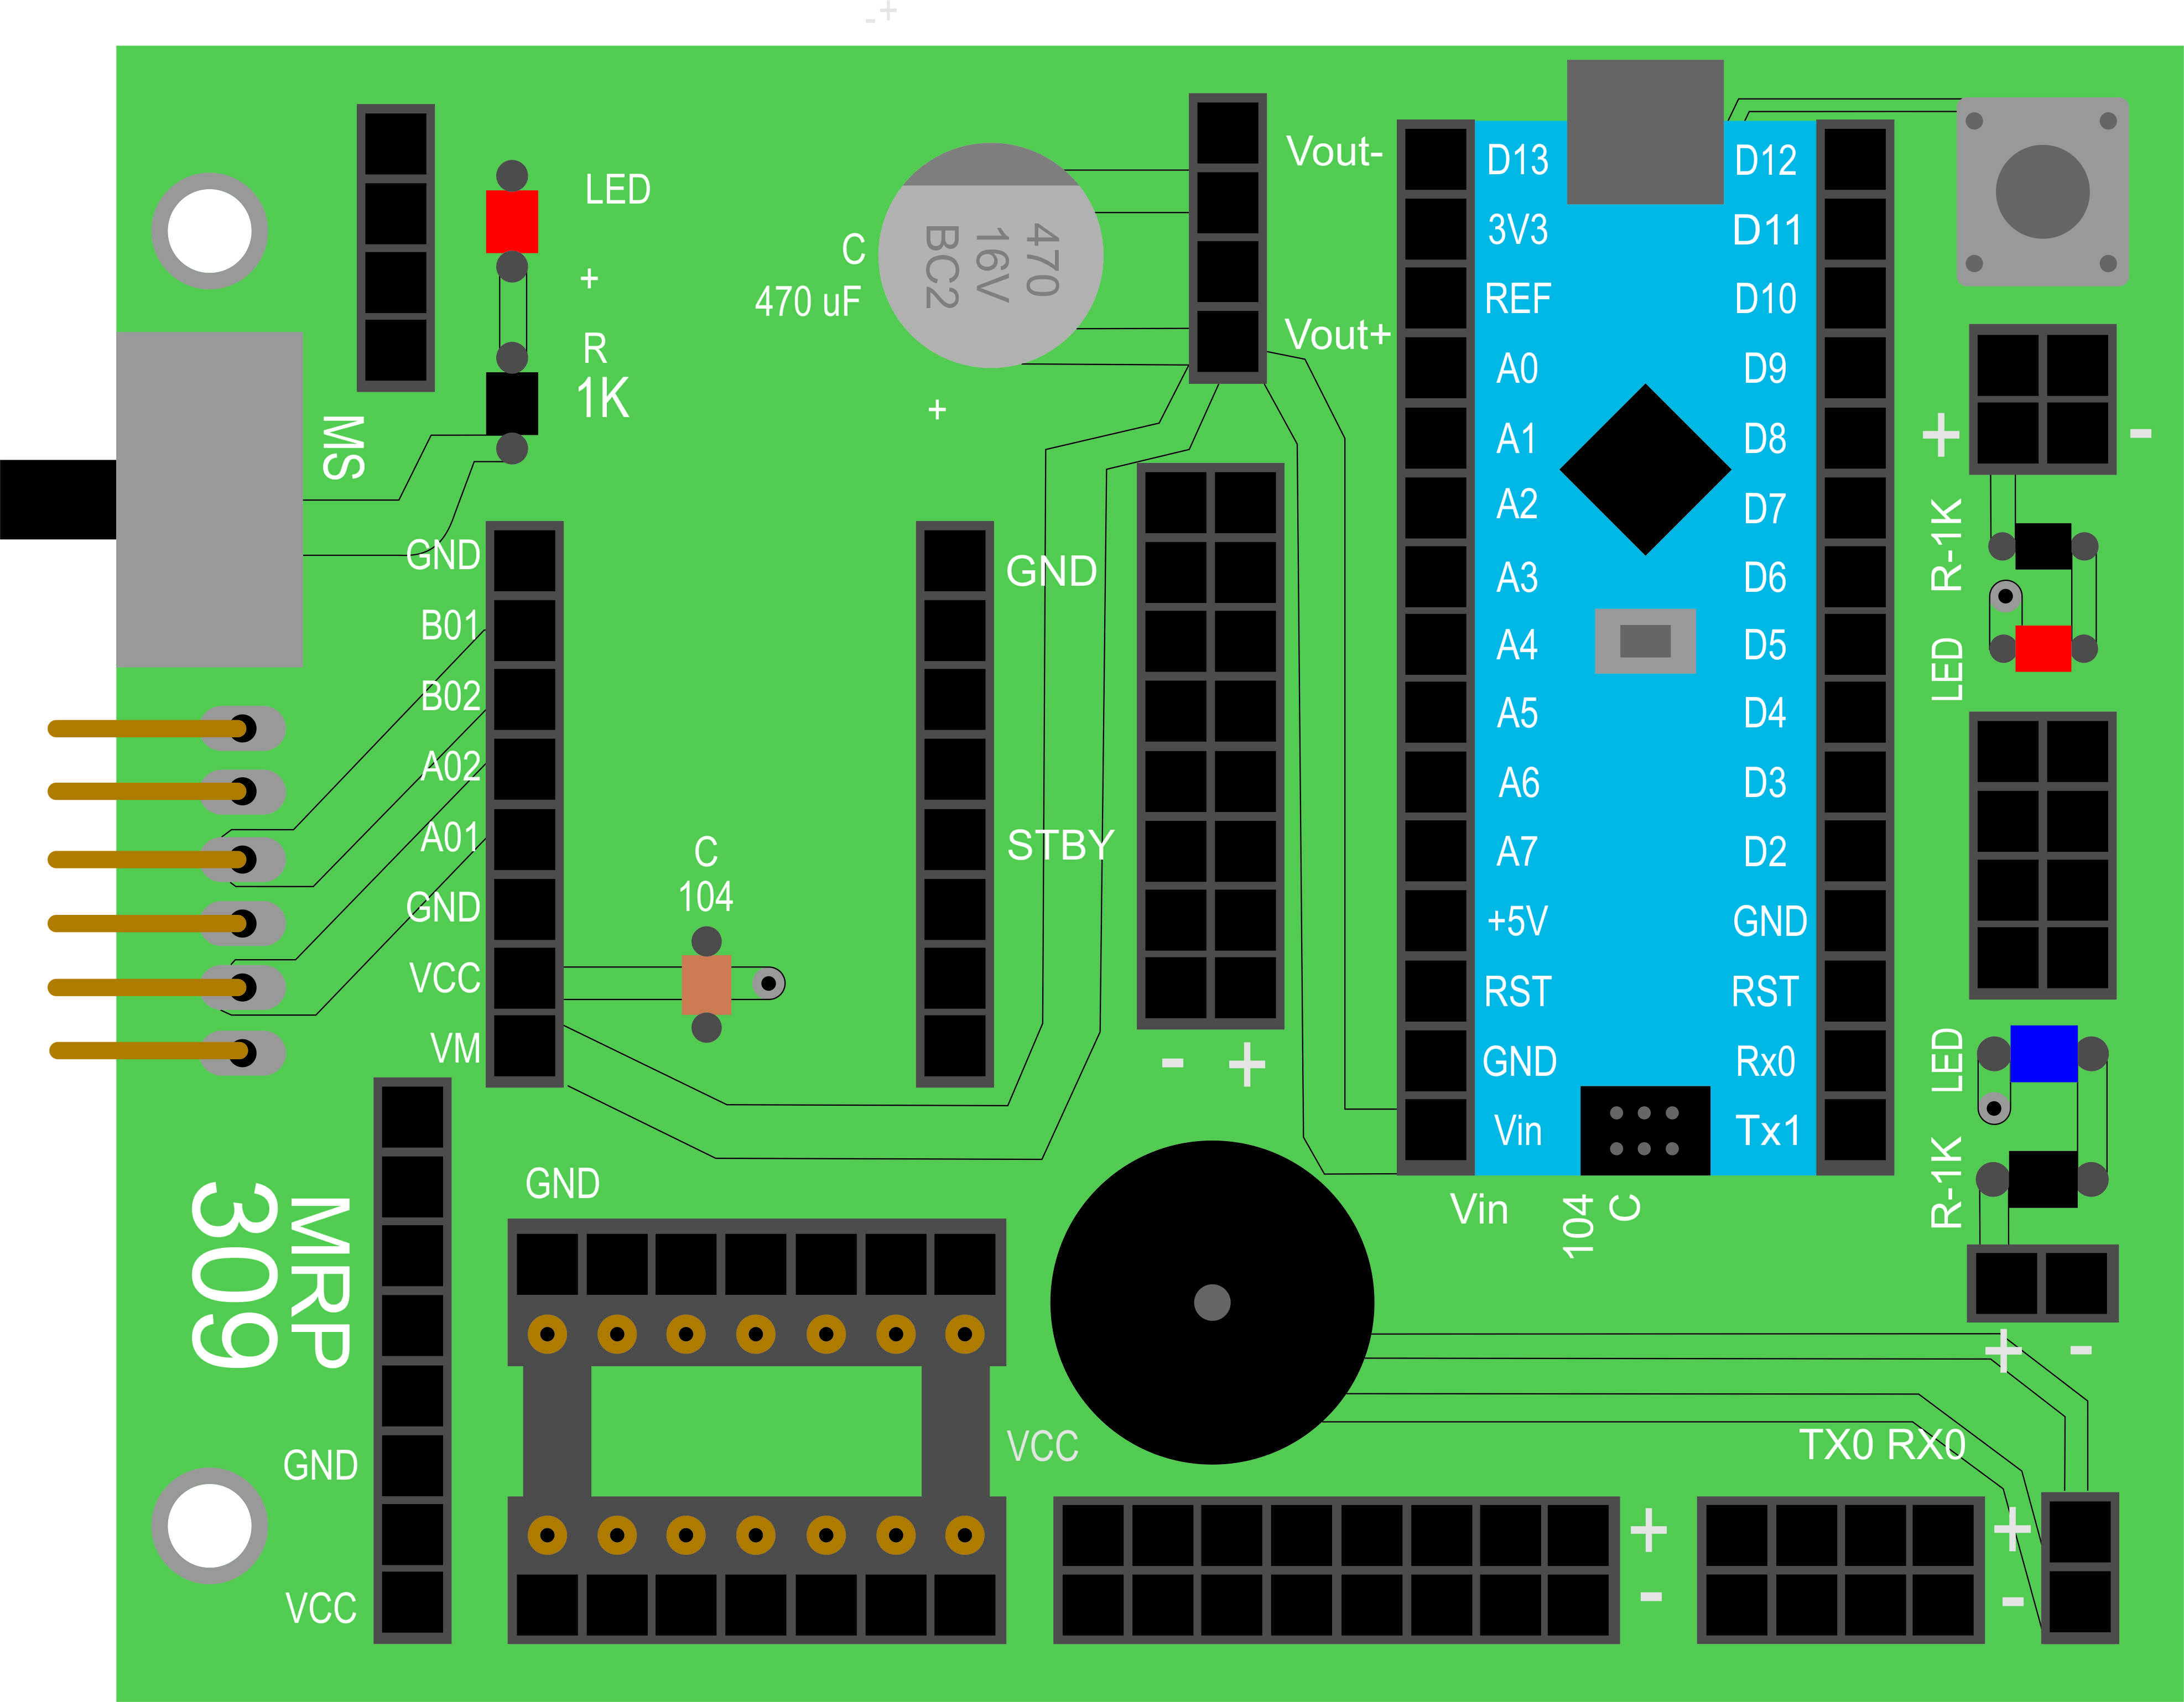 - +
LED
+
R
1K
MS
C
470 uF
470
16V
BC2
+
Vout-
Vout+
D13
3V3
REF
A0
A1
A2
A3
A4
A5
A6
A7
+5V
RST
GND
Vin
D12
D11
D10
D9
D8
D7
D6
D5
D4
D3
D2
GND
RST
Rx0
Tx1
+ -
R-1K
LED
GND
B01
B02
A02
A01
GND
VCC
VM
C
104
GND
STBY
- +
LED
R-1K
+ -
Vin
104
C
MRP
309
GND
VCC
GND
VCC
TX0 RX0
+
-
+
-